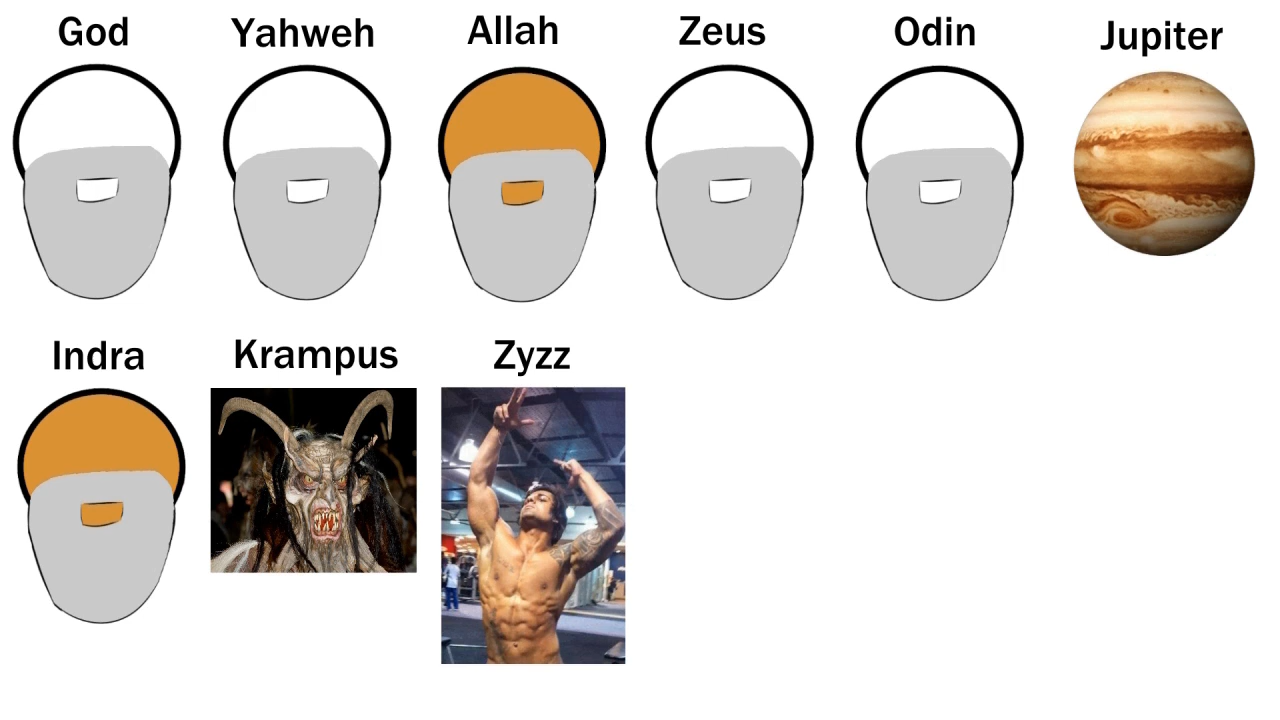 God
Yahweh
Allah
Zeus
Odin
Jupiter
Indra
Krampus
Zyzz